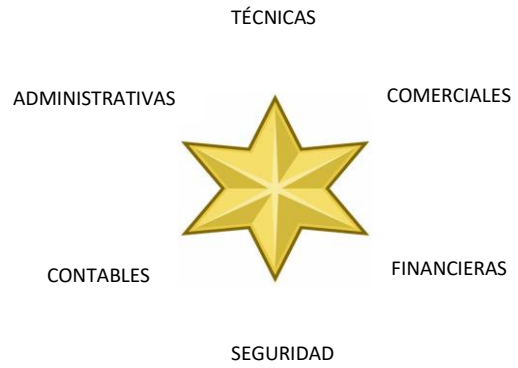 TÉCNICAS
ADMINISTRATIVAS
COMERCIALES
CONTABLES
FINANCIERAS
SEGURIDAD